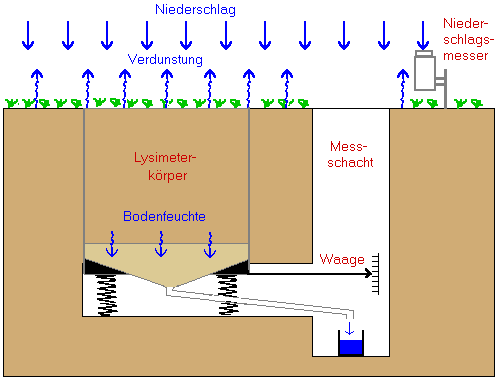 Niederschlag
Nieder-
schlags-
messer
Verdunstung
Lysimeter-
körper
Mess-
schacht
Bodenfeuchte
Waage